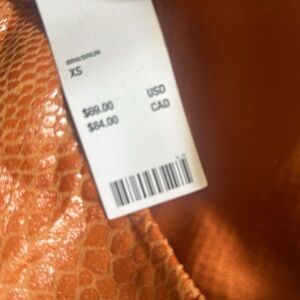 BRN/BRUN
XS
$69.00 USD
$84.00 CAD